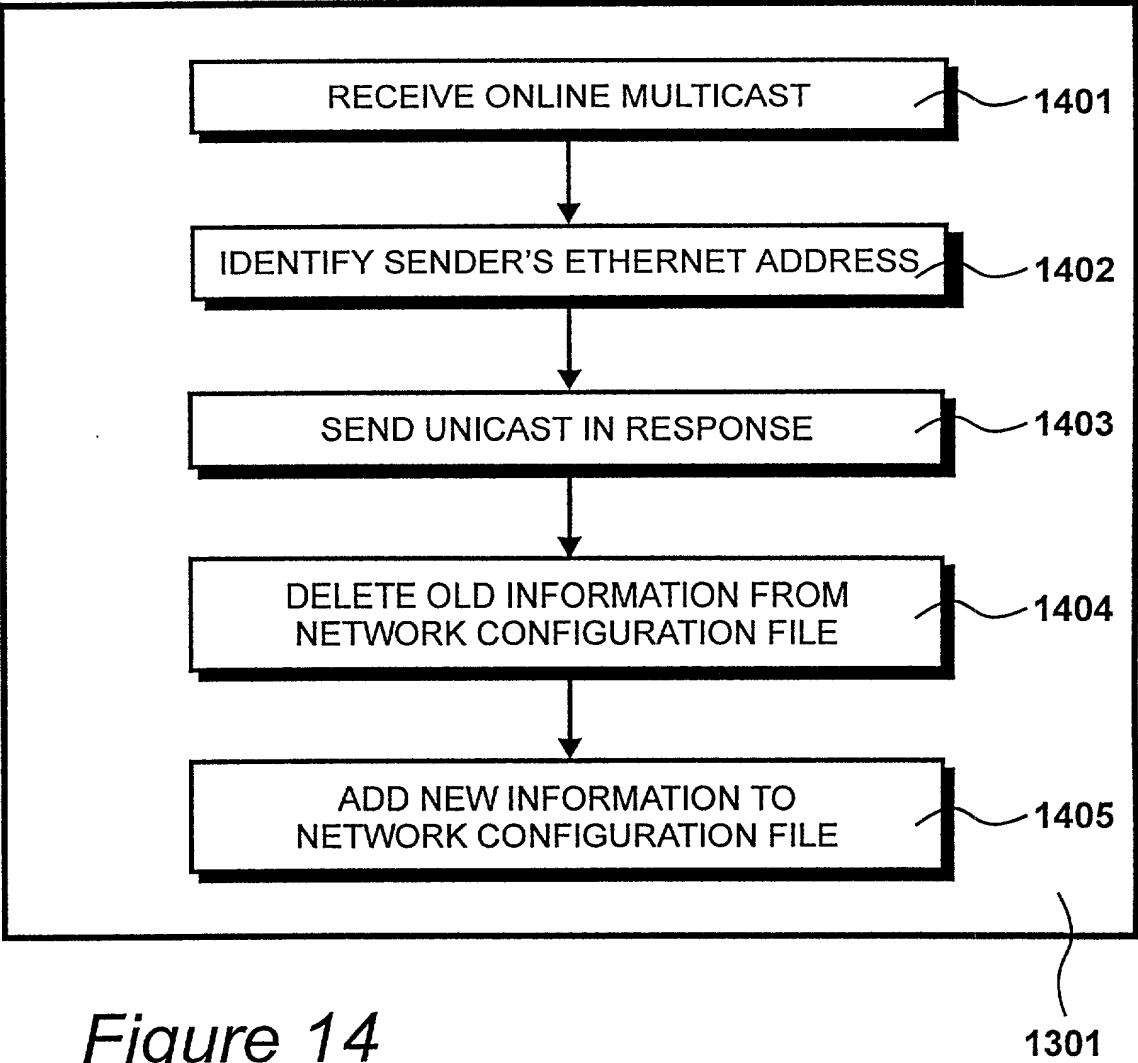 RECEIVE ONLINE MULTICAST
1401
IDENTIFY SENDER'S ETHERNET ADDRESS
1402
SEND UNICAST IN RESPONSE
1403
DELETE OLD INFORMATION FROM
NETWORK CONFIGURATION FILE
1404
ADD NEW INFORMATION TO
NETWORK CONFIGURATION FILE
1405
Figure 14
1301